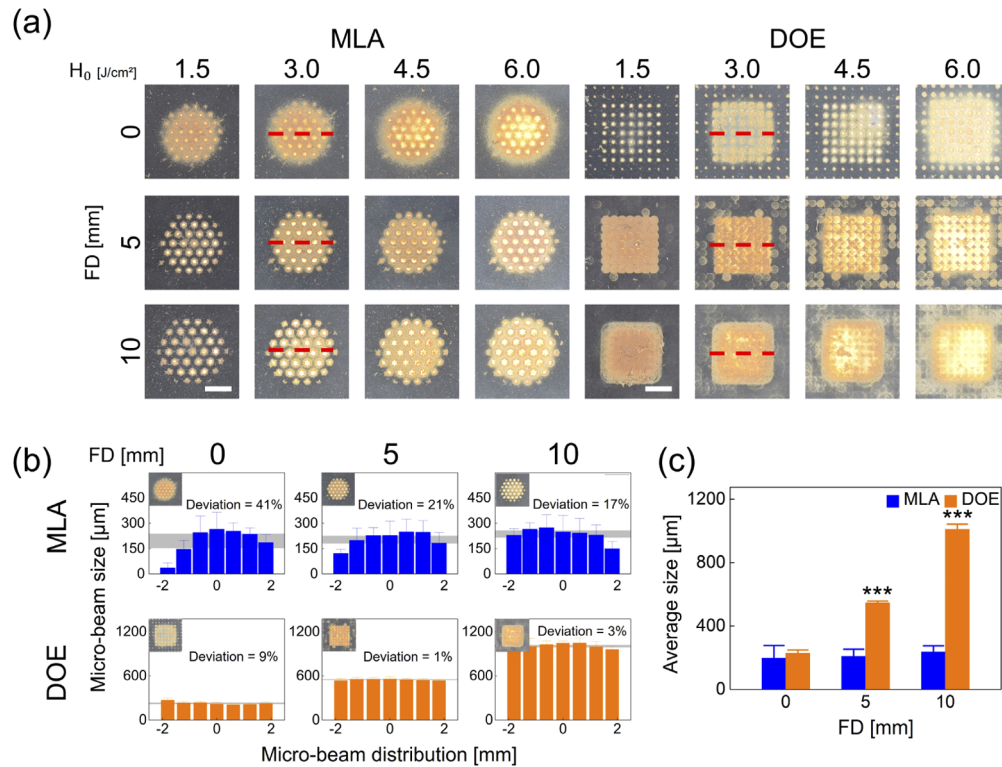 (a)
MLA DOE
H₀ [J/cm²] 1.5 3.0 4.5 6.0 1.5 3.0 4.5 6.0
0
FD [mm] 5
10
(b)
FD [mm] 0 5 10
MLA
Micro-beam size [µm]
450
300
150
0
Deviation = 41%
Deviation = 21%
Deviation = 17%
450
300
150
0
450
300
150
0
-2 0 2 -2 0 2 -2 0 2
DOE
1200
600
0
Deviation = 9%
1200
600
0
Deviation = 1%
1200
600
0
Deviation = 3%
-2 0 2 -2 0 2 -2 0 2
Micro-beam distribution [mm]
(c)
Average size [µm]
1200
800
400
0
MLA DOE
***
***
0 5 10
FD [mm]